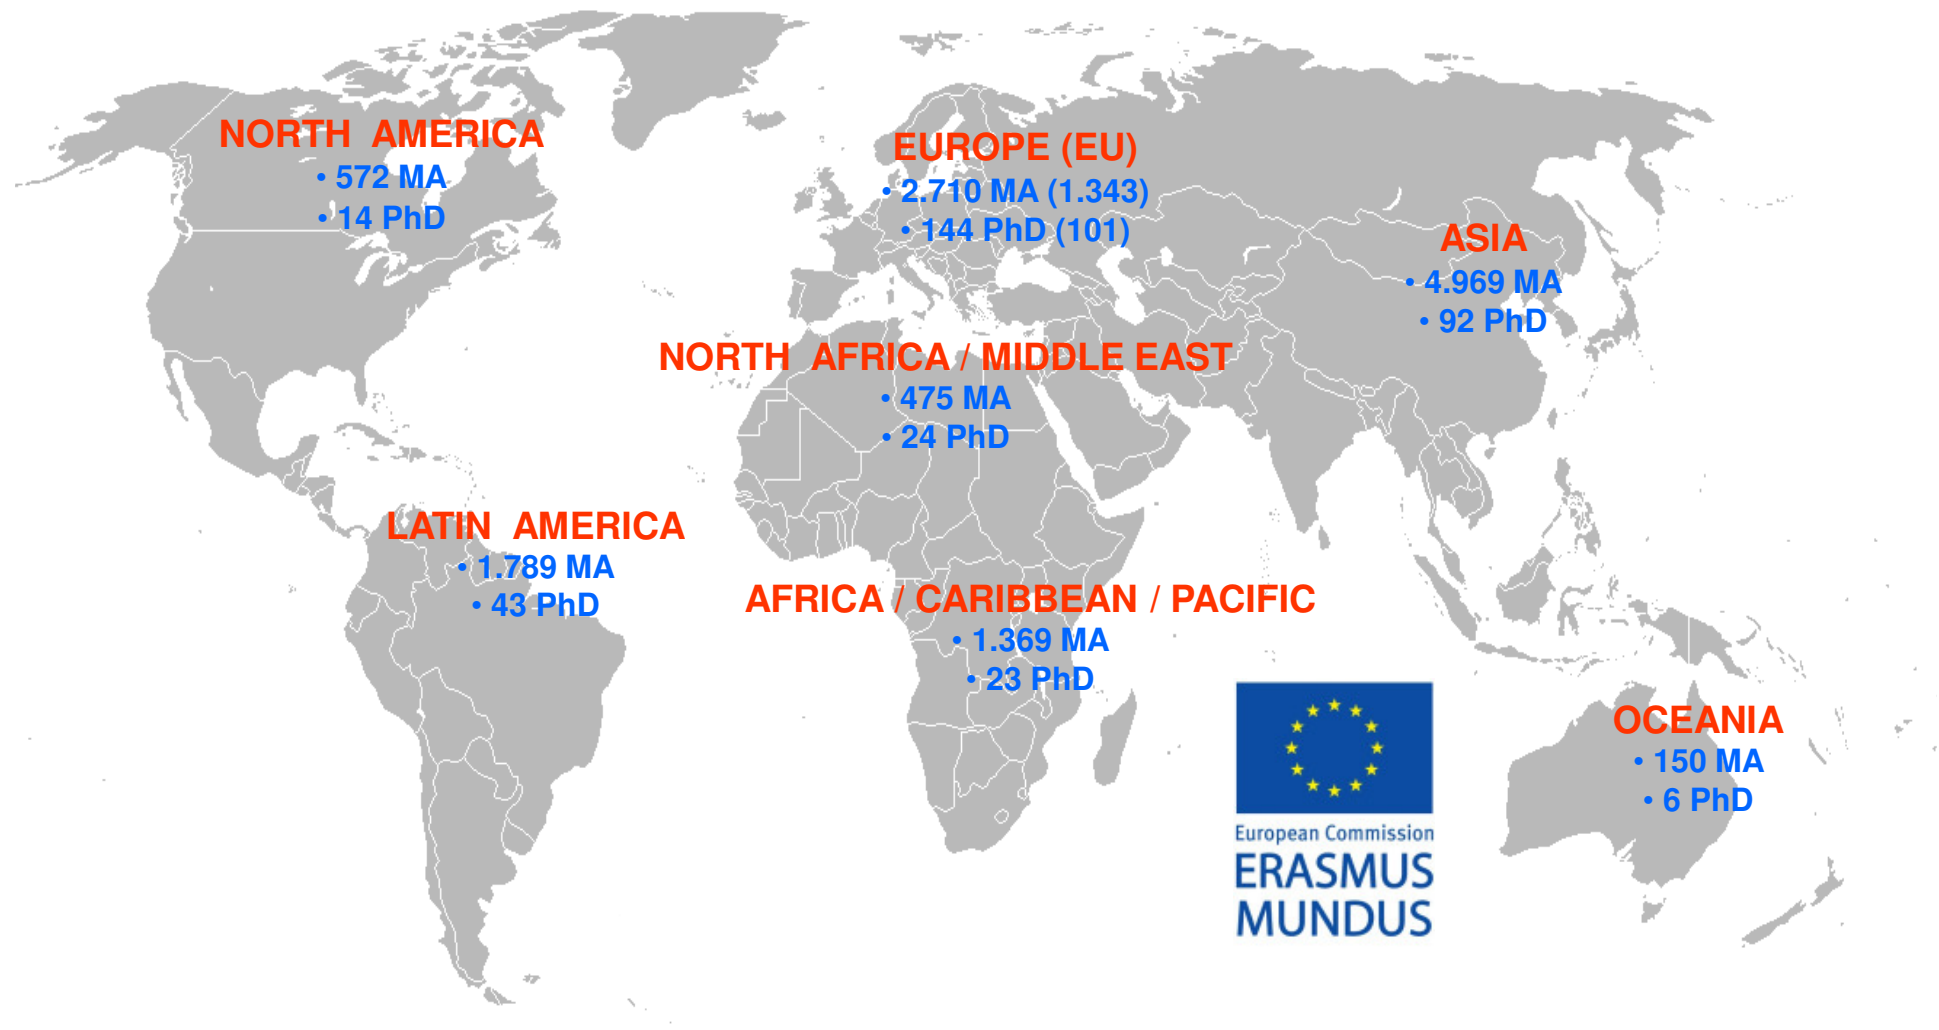 NORTH AMERICA
• 572 MA
• 14 PhD
EUROPE (EU)
• 2.710 MA (1.343)
• 144 PhD (101)
ASIA
• 4.969 MA
• 92 PhD
NORTH AFRICA / MIDDLE EAST
• 475 MA
• 24 PhD
LATIN AMERICA
• 1.789 MA
• 43 PhD
AFRICA / CARIBBEAN / PACIFIC
• 1.369 MA
• 23 PhD
OCEANIA
• 150 MA
• 6 PhD
European Commission
ERASMUS
MUNDUS